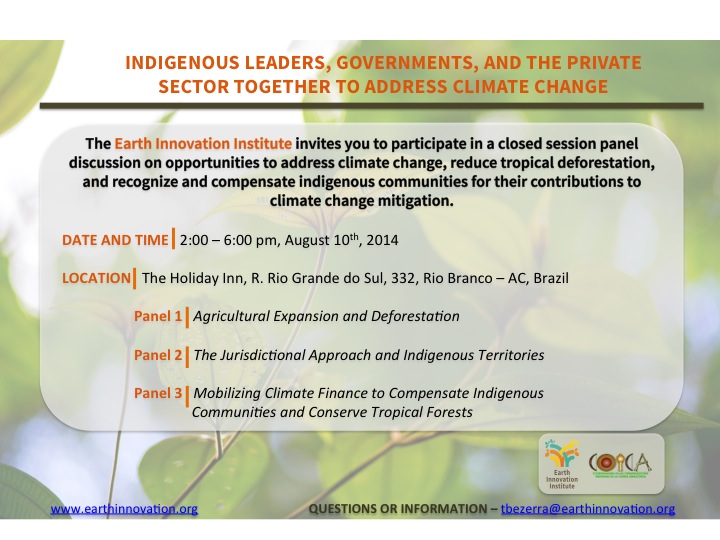 INDIGENOUS LEADERS, GOVERNMENTS, AND THE PRIVATE
SECTOR TOGETHER TO ADDRESS CLIMATE CHANGE
The Earth Innovation Institute invites you to participate in a closed session panel
discussion on opportunities to address climate change, reduce tropical deforestation,
and recognize and compensate indigenous communities for their contributions to
climate change mitigation.
DATE AND TIME 2:00 – 6:00 pm, August 10th, 2014
LOCATION The Holiday Inn, R. Rio Grande do Sul, 332, Rio Branco – AC, Brazil
Panel 1 Agricultural Expansion and Deforestation
Panel 2 The Jurisdictional Approach and Indigenous Territories
Panel 3 Mobilizing Climate Finance to Compensate Indigenous
Communities and Conserve Tropical Forests
Earth
Innovation
Institute
COICA
www.earthinnovation.org
QUESTIONS OR INFORMATION – tbezerra@earthinnovation.org